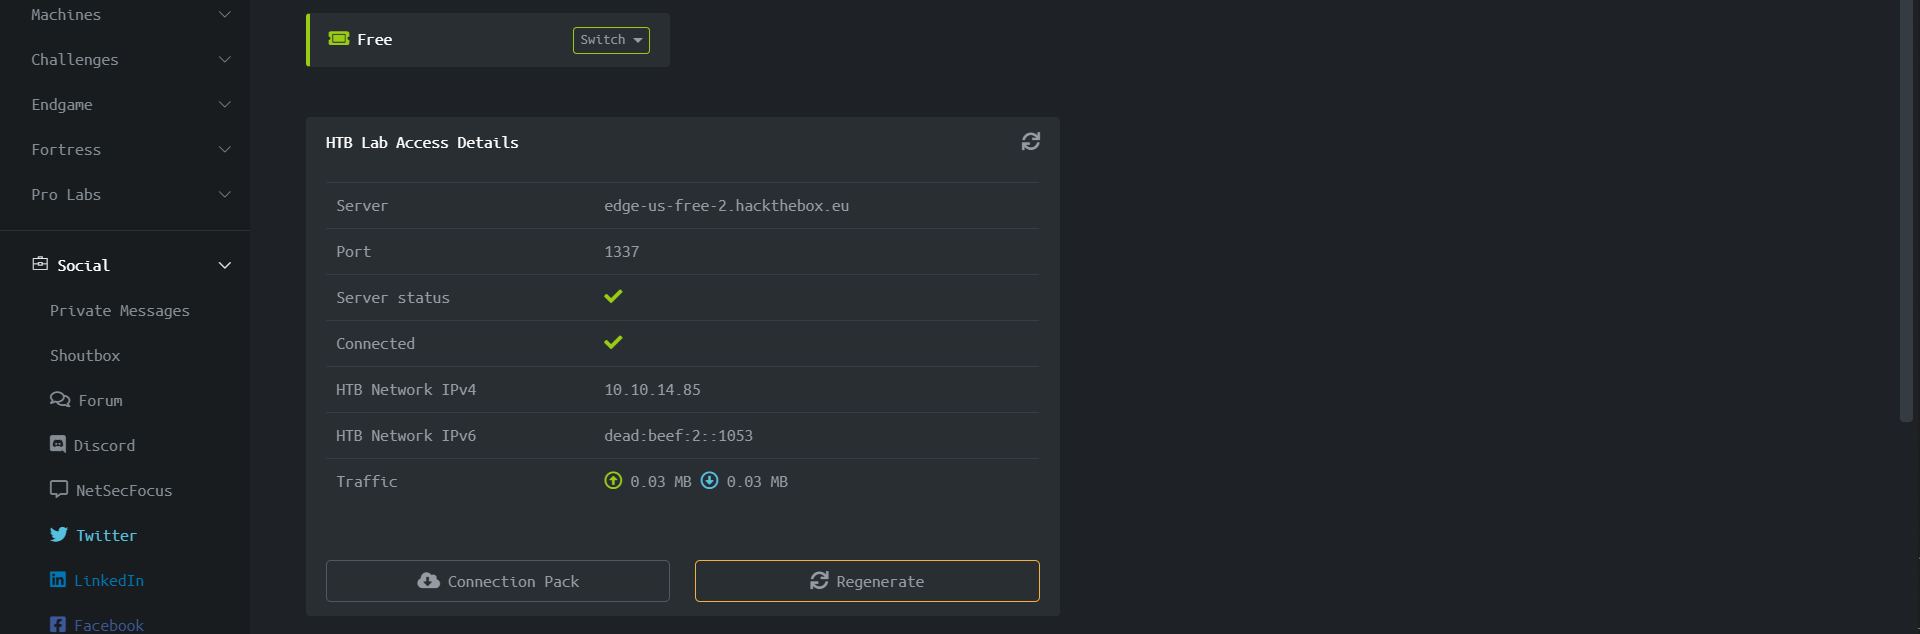 Machines
Challenges
Endgame
Fortress
Pro Labs
Social
Private Messages
Shoutbox
Forum
Discord
NetSecFocus
Twitter
LinkedIn
Facebook
Free
Switch
HTB Lab Access Details
Server edge-us-free-2.hackthebox.eu
Port 1337
Server status
Connected
HTB Network IPv4 10.10.14.85
HTB Network IPv6 dead:beef:2::1053
Traffic 0.03 MB 0.03 MB
Connection Pack
Regenerate